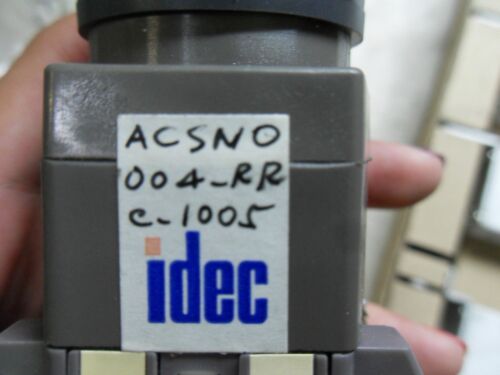 ACSNO
004-RR
C-1005
idec